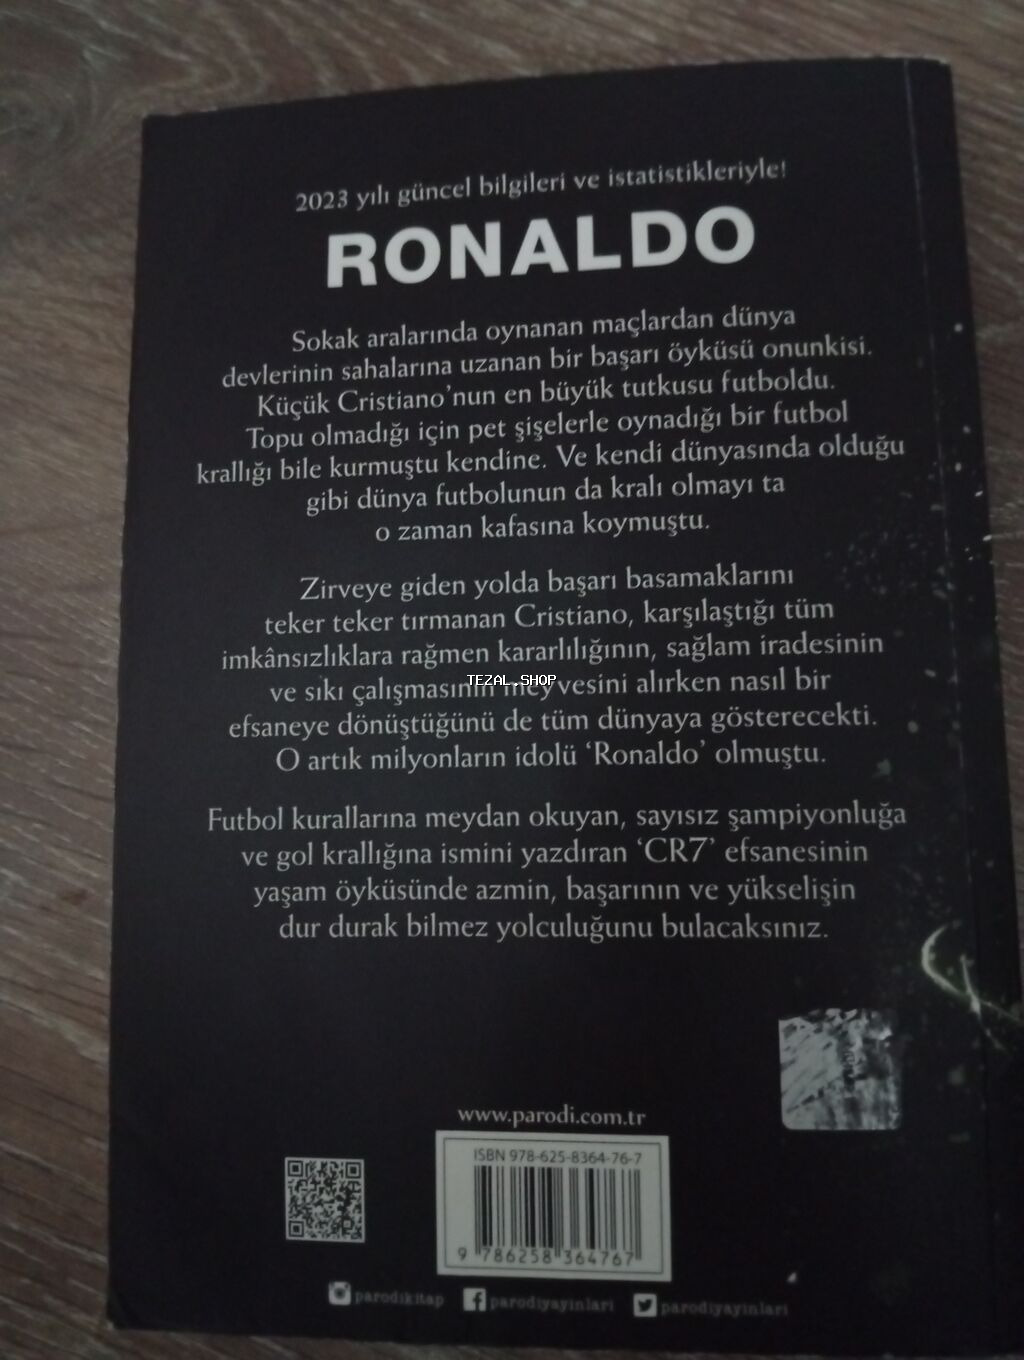 2023 yılı güncel bilgileri ve istatistikleriyle!
RONALDO
Sokak aralarında oynanan maçlardan dünya
devlerinin sahalarına uzanan bir başarı öyküsü onunkisi.
Küçük Cristiano'nun en büyük tutkusu futboldu.
Topu olmadığı için pet şişelerle oynadığı bir futbol
krallığı bile kurmuştu kendine. Ve kendi dünyasında olduğu
gibi dünya futbolunun da kralı olmayı ta
o zaman kafasına koymuştu.
Zirveye giden yolda başarı basamaklarını
teker teker tırmanan Cristiano, karşılaştığı tüm
imkânsızlıklara rağmen kararlılığının, sağlam iradesinin
TEZAL.SHOP
ve sıkı çalışmasının meyvesini alırken nasıl bir
efsaneye dönüştüğünü de tüm dünyaya gösterecekti.
O artık milyonların idolü 'Ronaldo' olmuştu.
Futbol kurallarına meydan okuyan, sayısız şampiyonluğa
ve gol krallığına ismini yazdıran 'CR7' efsanesinin
yaşam öyküsünde azmin, başarının ve yükselişin
dur durak bilmez yolculuğunu bulacaksınız.
www.parodi.com.tr
ISBN 978-625-8364-76-7
9 786258 364767
parodikitap parodiyayinlari parodiyayinlari